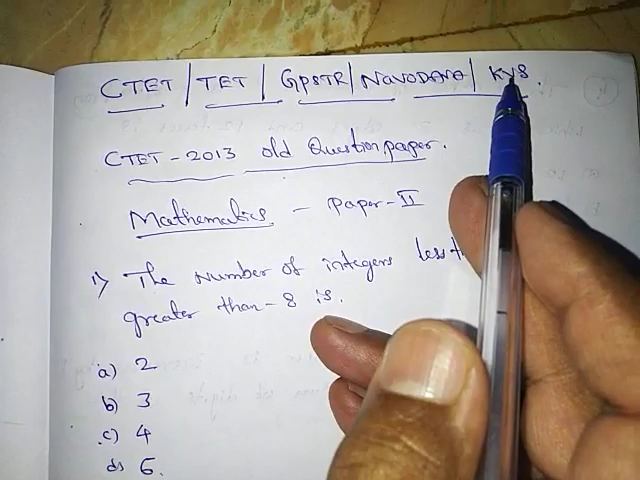 CTET | TET | GPSTR | NAVODAYA | KVS.
CTET - 2013 old Question paper.
Mathematics - Paper - II
1) The Number of integers less
greater than - 8 is.
a) 2
b) 3
c) 4
d) 6.